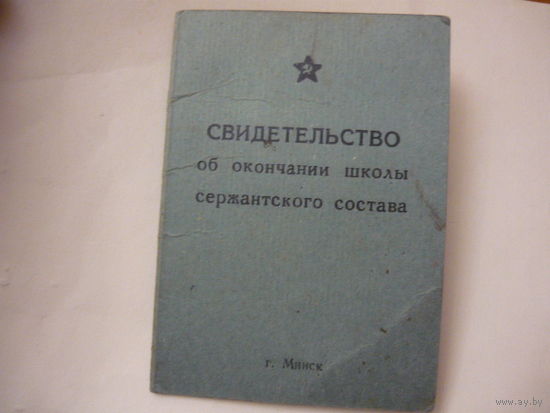 СВИДЕТЕЛЬСТВО
об окончании школы
сержантского состава
г. Минск
www.ay.by